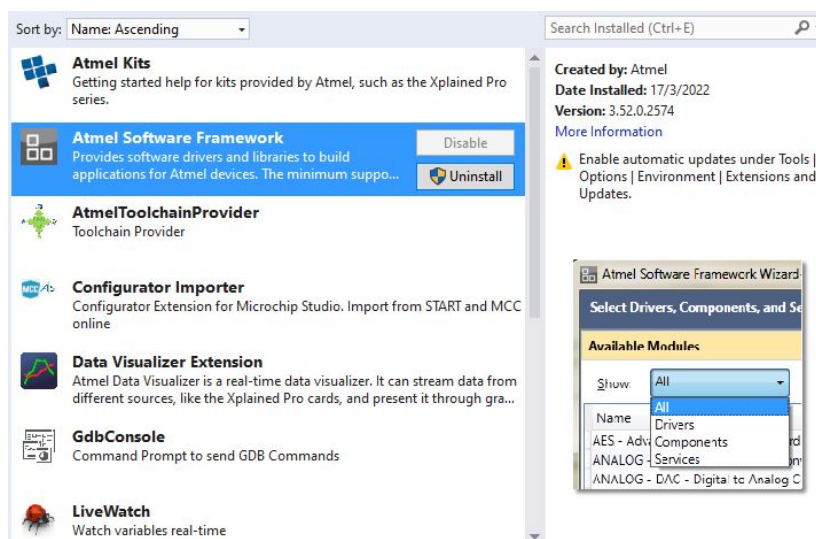 Sort by: Name: Ascending
Search Installed (Ctrl+E)
Atmel Kits
Getting started help for kits provided by Atmel, such as the Xplained Pro
series.
Atmel Software Framework
Provides software drivers and libraries to build
applications for Atmel devices. The minimum suppo...
Disable
Uninstall
AtmelToolchainProvider
Toolchain Provider
Configurator Importer
Configurator Extension for Microchip Studio. Import from START and MCC
online
Data Visualizer Extension
Atmel Data Visualizer is a real-time data visualizer. It can stream data from
different sources, like the Xplained Pro cards, and present it through gra...
GdbConsole
Command Prompt to send GDB Commands
LiveWatch
Watch variables real-time
Created by: Atmel
Date Installed: 17/3/2022
Version: 3.52.0.2574
More Information
Enable automatic updates under Tools |
Options | Environment | Extensions and
Updates.
Atmel Software Framework Wizard
Select Drivers, Components, and Se
Available Modules
Show: All
All
Drivers
Components
Services
Name
AES - Adv
ANALOG
ANALOG - DAC - Digital to Analog C